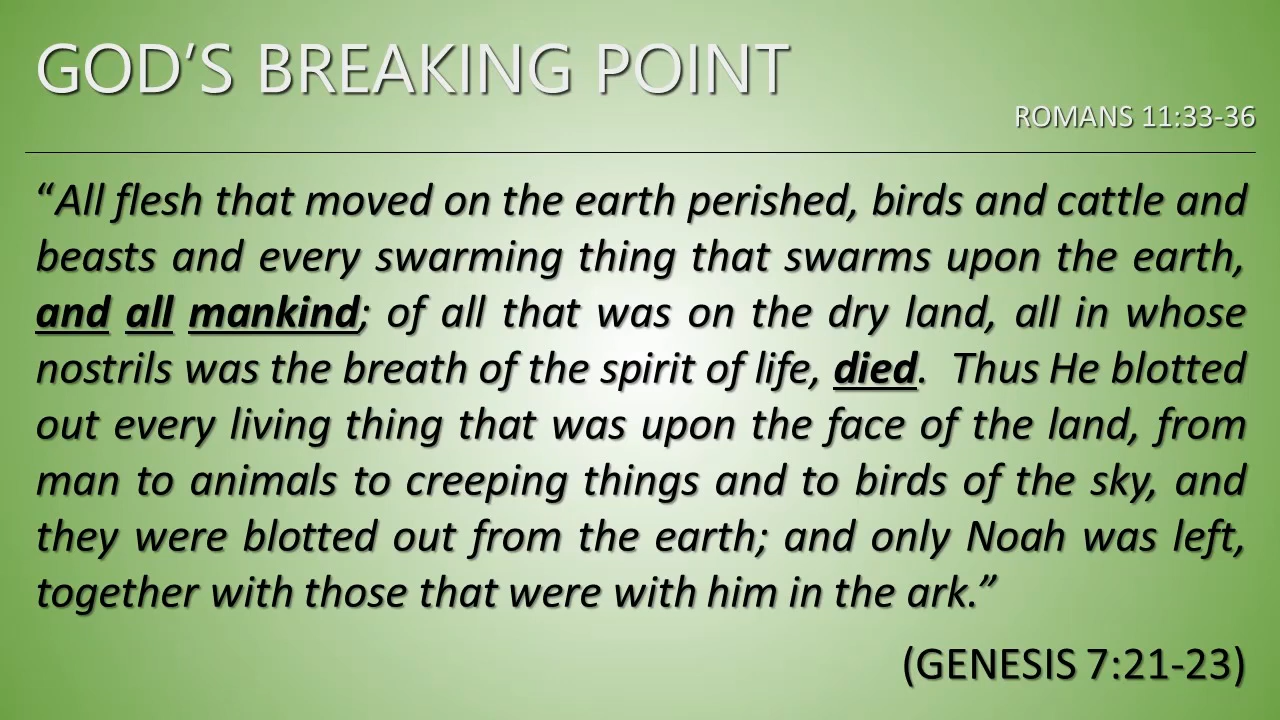 GOD’S BREAKING POINT
ROMANS 11:33-36
“All flesh that moved on the earth perished, birds and cattle and
beasts and every swarming thing that swarms upon the earth,
and all mankind; of all that was on the dry land, all in whose
nostrils was the breath of the spirit of life, died.  Thus He blotted
out every living thing that was upon the face of the land, from
man to animals to creeping things and to birds of the sky, and
they were blotted out from the earth; and only Noah was left,
together with those that were with him in the ark.”
(GENESIS 7:21-23)